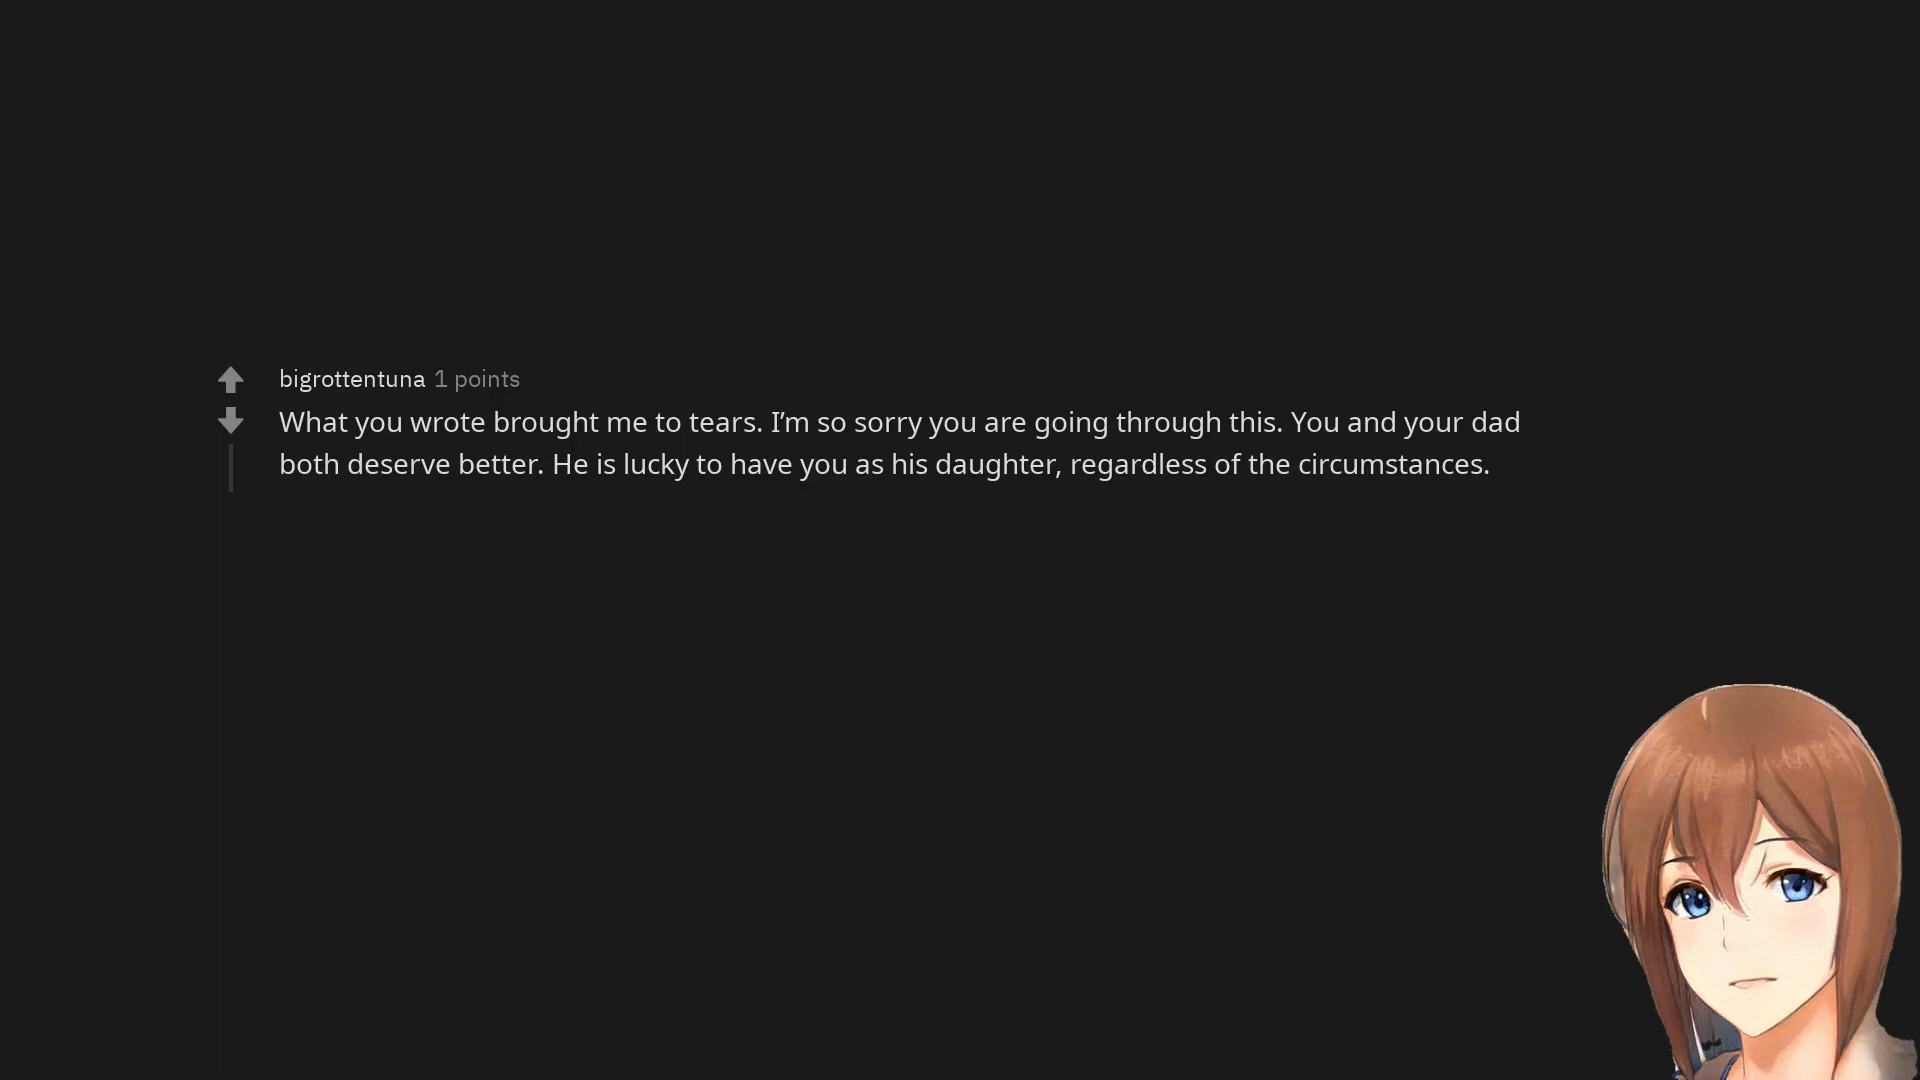 bigrottentuna 1 points
What you wrote brought me to tears. I’m so sorry you are going through this. You and your dad
both deserve better. He is lucky to have you as his daughter, regardless of the circumstances.